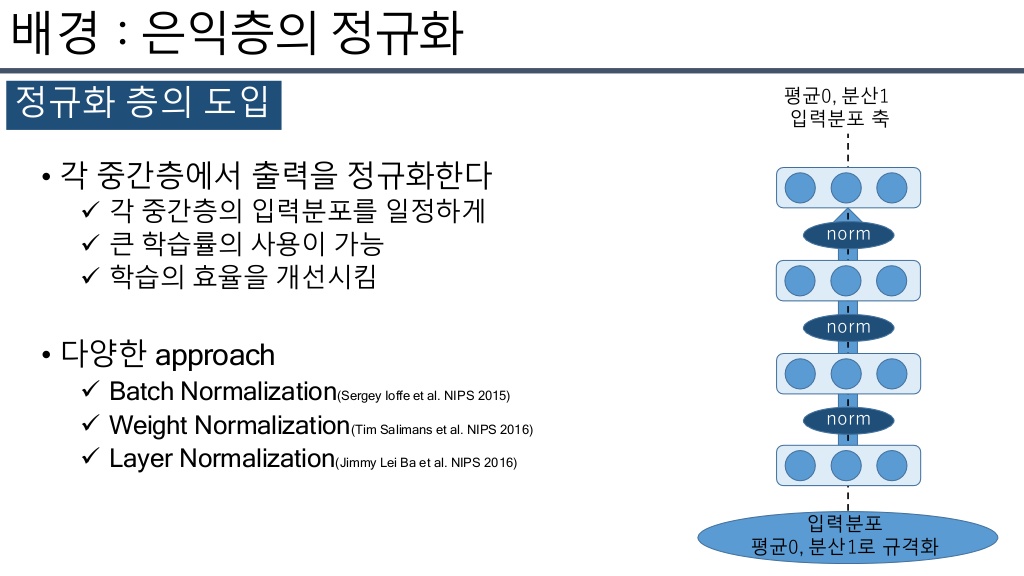 배경 : 은익층의 정규화
정규화 층의 도입
• 각 중간층에서 출력을 정규화한다
✓ 각 중간층의 입력분포를 일정하게
✓ 큰 학습률의 사용이 가능
✓ 학습의 효율을 개선시킴
• 다양한 approach
✓ Batch Normalization(Sergey Ioffe et al. NIPS 2015)
✓ Weight Normalization(Tim Salimans et al. NIPS 2016)
✓ Layer Normalization(Jimmy Lei Ba et al. NIPS 2016)
평균0, 분산1
입력분포 축
norm
norm
norm
입력분포
평균0, 분산1로 규격화